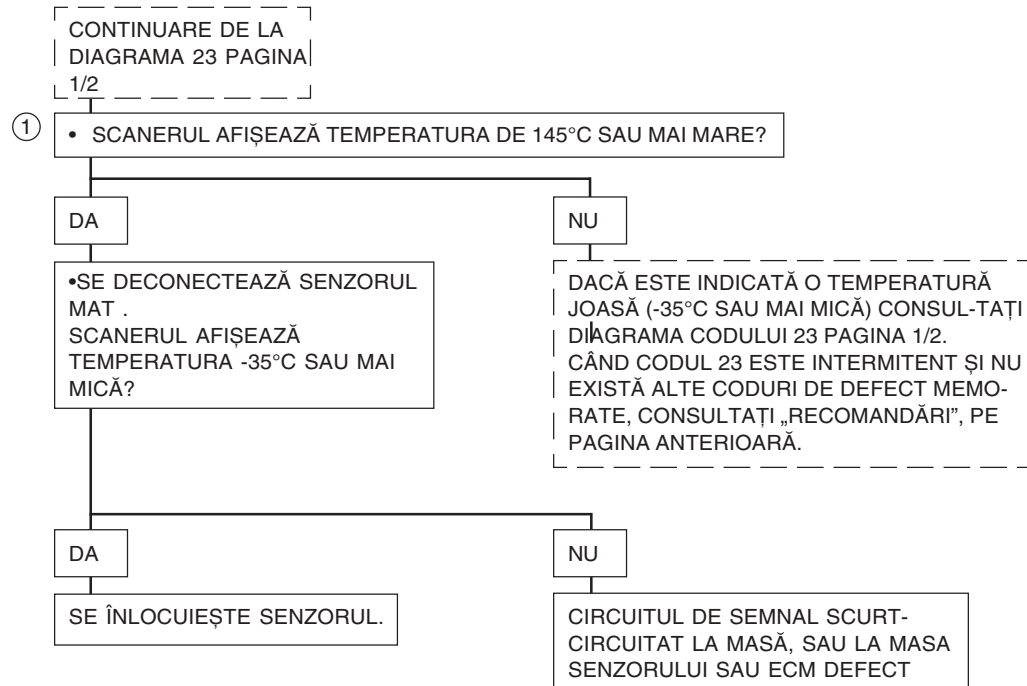 CONTINUARE DE LA
DIAGRAMA 23 PAGINA
1/2
1
• SCANERUL AFIȘEAZĂ TEMPERATURA DE 145°C SAU MAI MARE?
DA
NU
•SE DECONECTEAZĂ SENZORUL
MAT .
SCANERUL AFIȘEAZĂ
TEMPERATURA -35°C SAU MAI
MICĂ?
DACĂ ESTE INDICATĂ O TEMPERATURĂ
JOASĂ (-35°C SAU MAI MICĂ) CONSUL-TAȚI
DIAGRAMA CODULUI 23 PAGINA 1/2.
CÂND CODUL 23 ESTE INTERMITENT ȘI NU
EXISTĂ ALTE CODURI DE DEFECT MEMO-
RATE, CONSULTAȚI „RECOMANDĂRI”, PE
PAGINA ANTERIOARĂ.
DA
NU
SE ÎNLOCUIEȘTE SENZORUL.
CIRCUITUL DE SEMNAL SCURT-
CIRCUITAT LA MASĂ, SAU LA MASA
SENZORULUI SAU ECM DEFECT